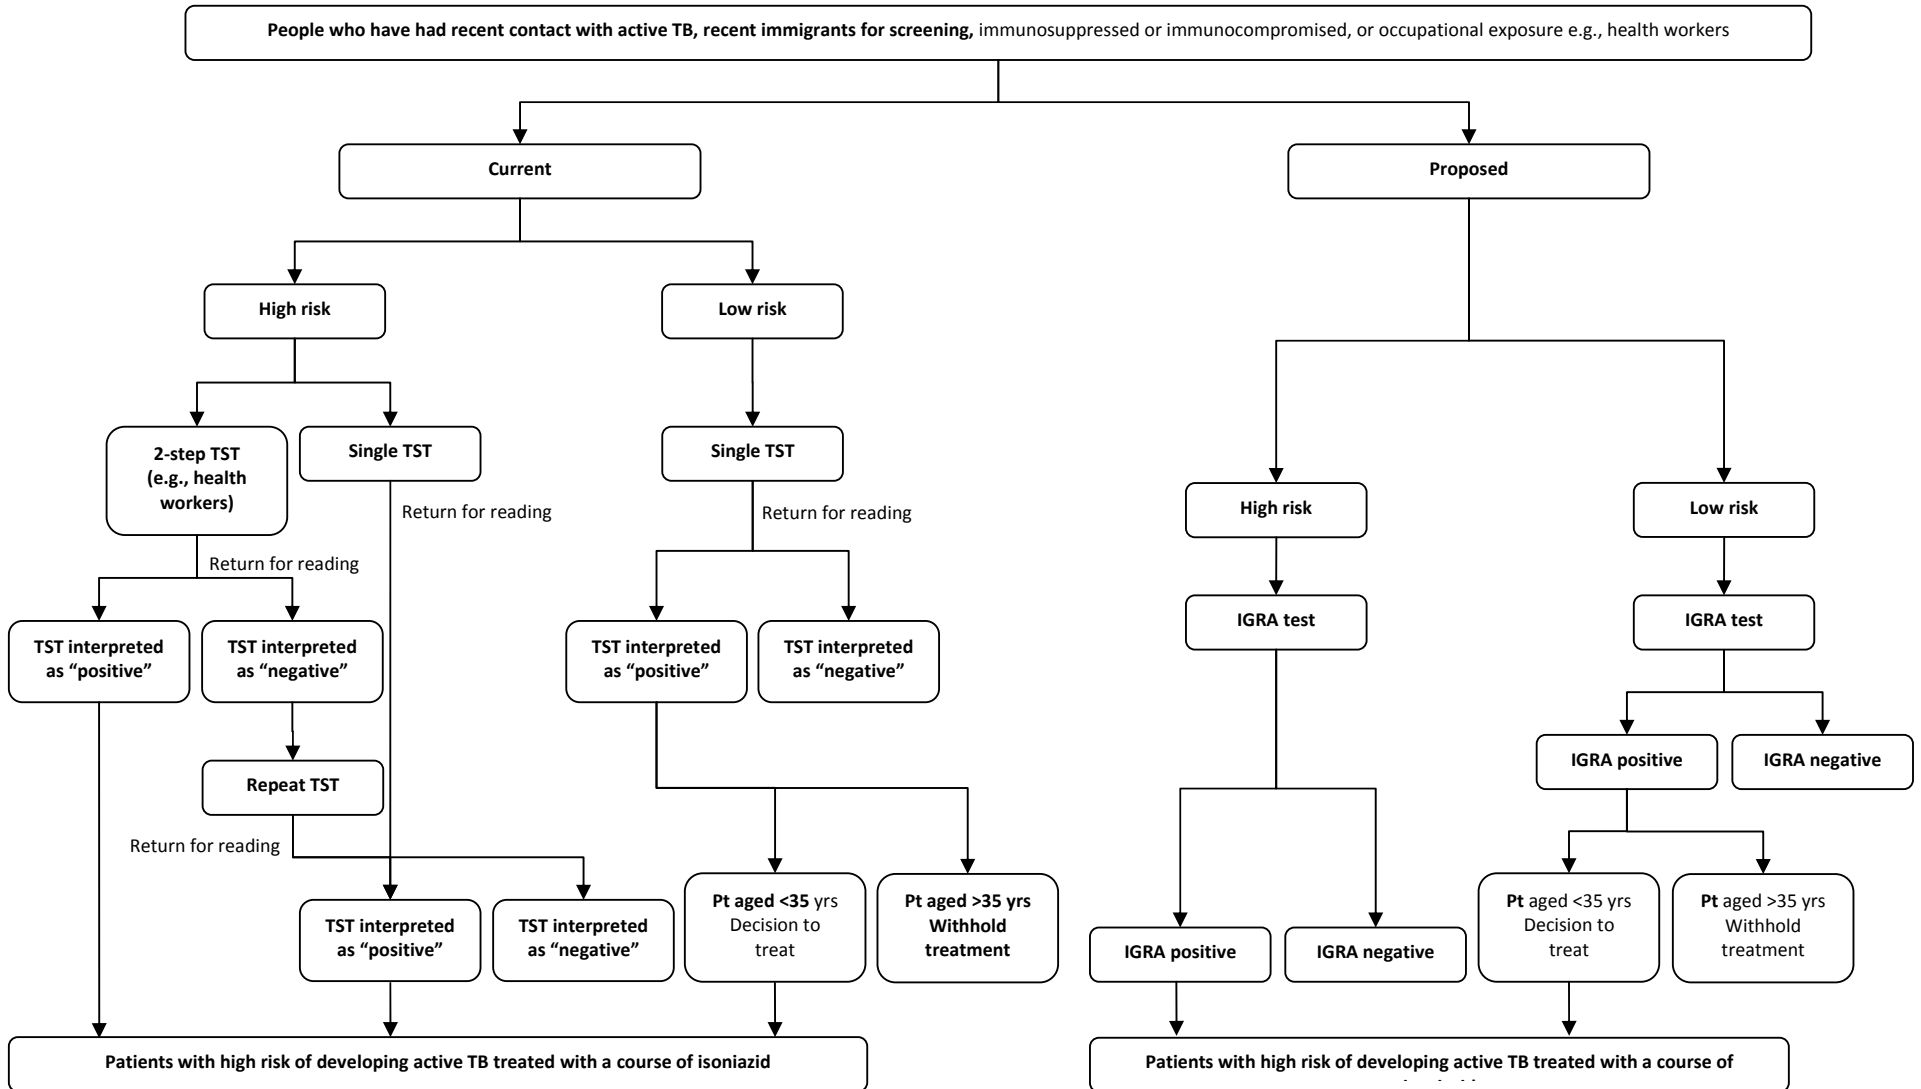 People who have had recent contact with active TB, recent immigrants for screening, immunosuppressed or immunocompromised, or occupational exposure e.g., health workers
Current
Proposed
High risk
Low risk
2-step TST
(e.g., health
workers)
Single TST
Single TST
Return for reading
Return for reading
Return for reading
High risk
Low risk
TST interpreted
as “positive”
TST interpreted
as “negative”
TST interpreted
as “positive”
TST interpreted
as “negative”
IGRA test
IGRA test
Repeat TST
IGRA positive
IGRA negative
Return for reading
TST interpreted
as “positive”
TST interpreted
as “negative”
Pt aged <35 yrs
Decision to
treat
Pt aged >35 yrs
Withhold
treatment
IGRA positive
IGRA negative
Pt aged <35 yrs
Decision to
treat
Pt aged >35 yrs
Withhold
treatment
Patients with high risk of developing active TB treated with a course of isoniazid
Patients with high risk of developing active TB treated with a course of